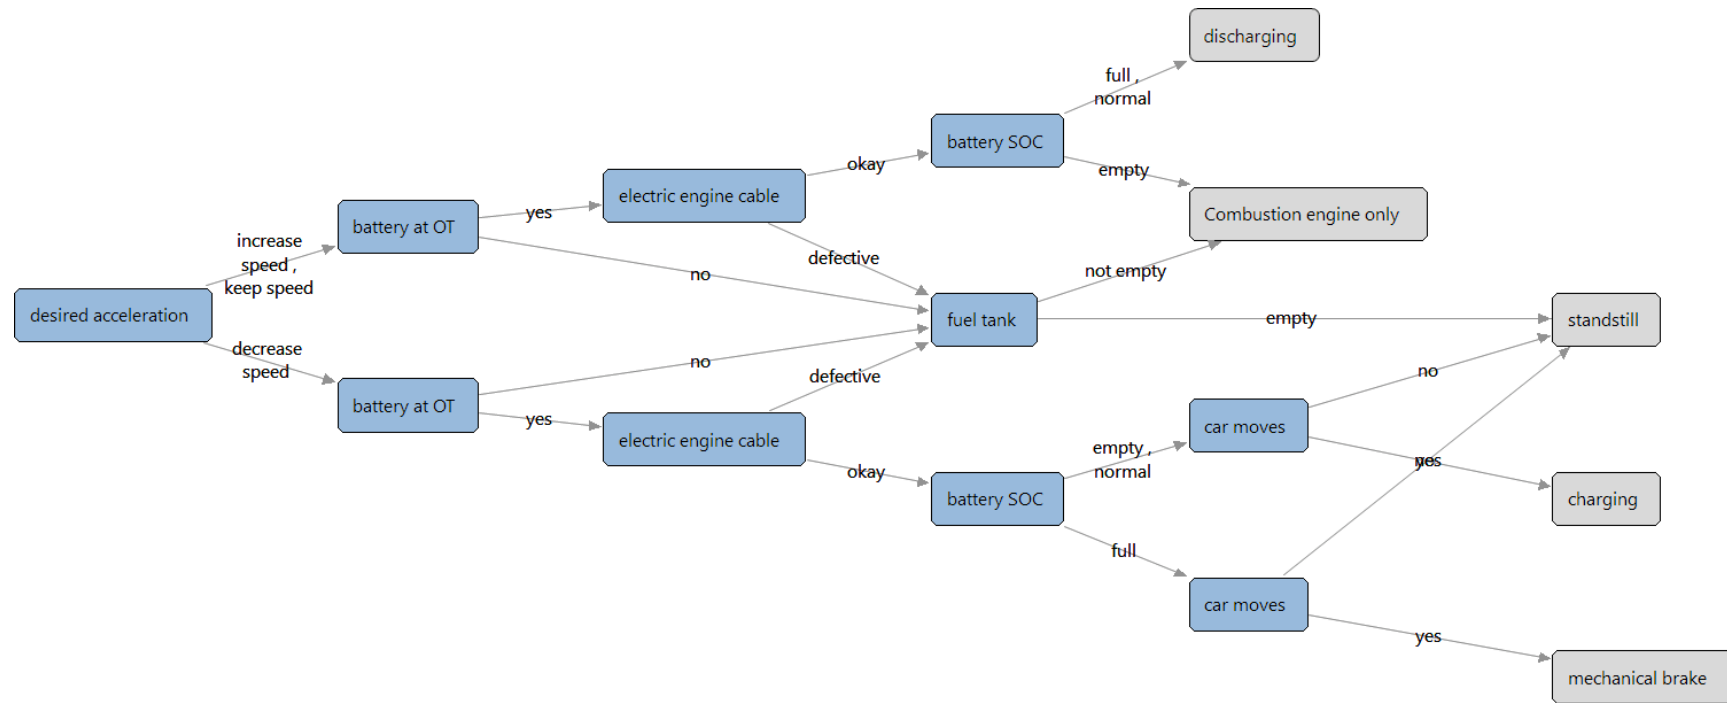 discharging
full ,
normal
battery SOC
okay
empty
electric engine cable
yes
battery at OT
Combustion engine only
increase
speed ,
keep speed
defective
not empty
no
desired acceleration
fuel tank
empty
standstill
decrease
speed
no
defective
no
battery at OT
yes
electric engine cable
car moves
empty ,
normal
okay
no
yes
battery SOC
charging
full
car moves
yes
mechanical brake